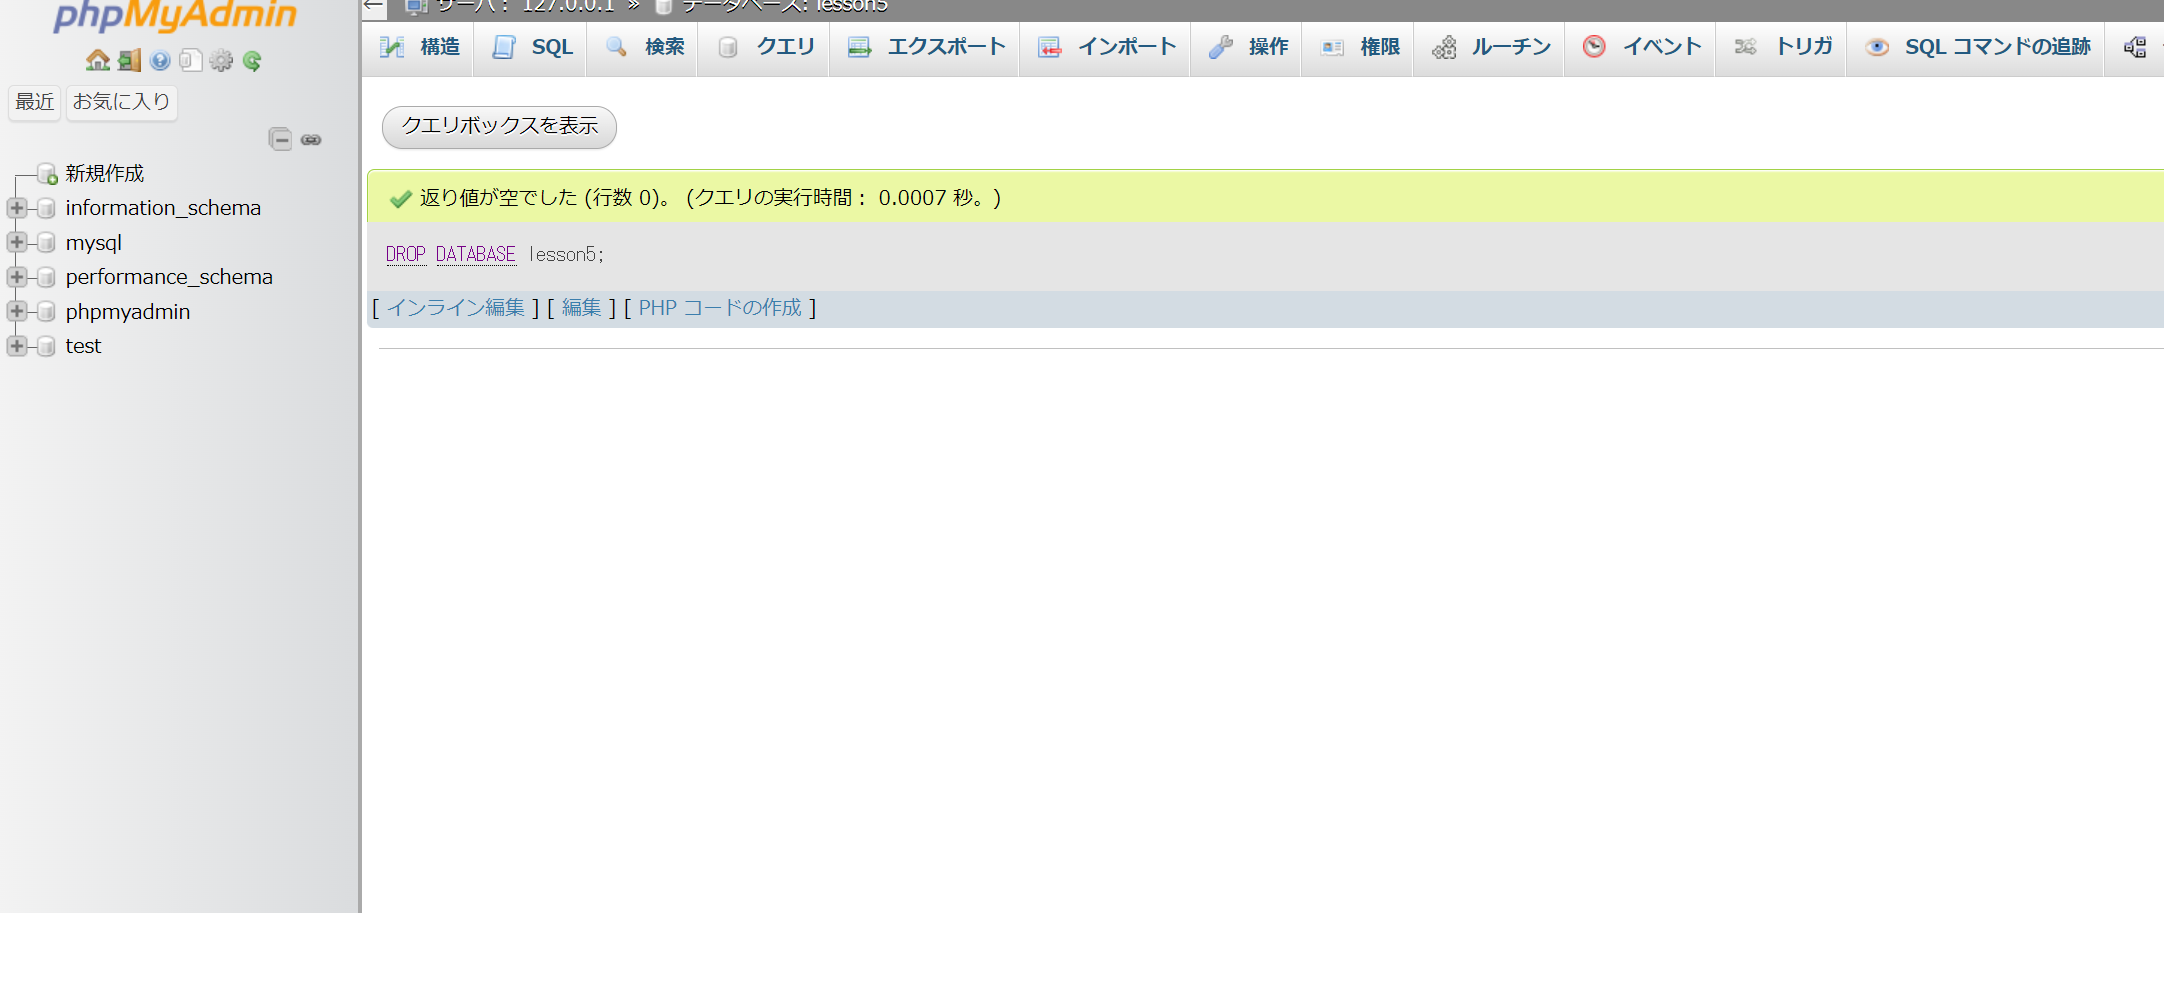 phpMyAdmin
最近 お気に入り
新規作成
information_schema
mysql
performance_schema
phpmyadmin
test
サーバ: 127.0.0.1 » データベース: lesson5
構造 SQL 検索 クエリ エクスポート インポート 操作 権限 ルーチン イベント トリガ SQL コマンドの追跡
クエリボックスを表示
返り値が空でした (行数 0)。 (クエリの実行時間: 0.0007 秒。)
DROP DATABASE lesson5;
[ インライン編集 ] [ 編集 ] [ PHP コードの作成 ]